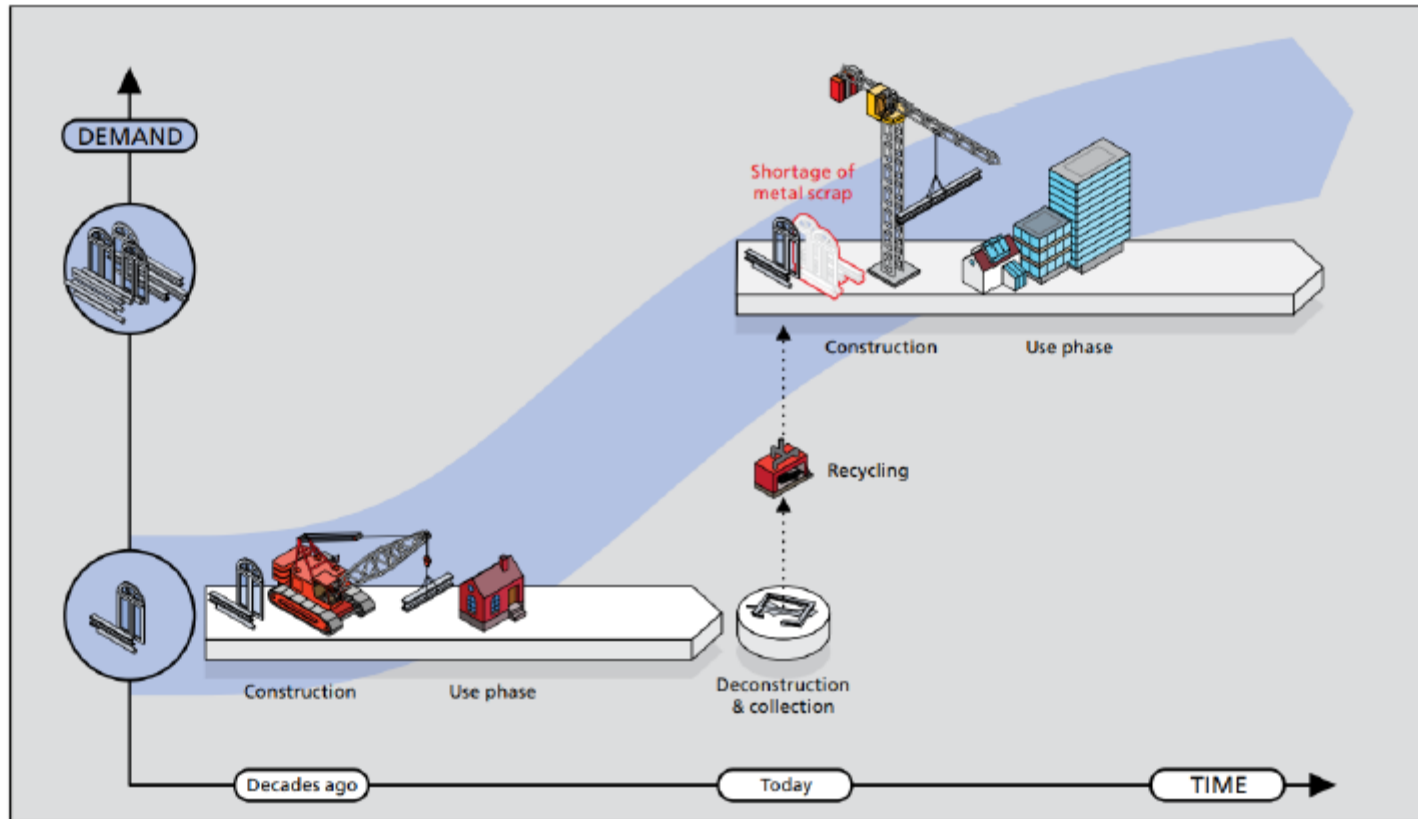 DEMAND
Shortage of
metal scrap
Construction
Use phase
Recycling
Construction
Use phase
Deconstruction
& collection
Decades ago
Today
TIME